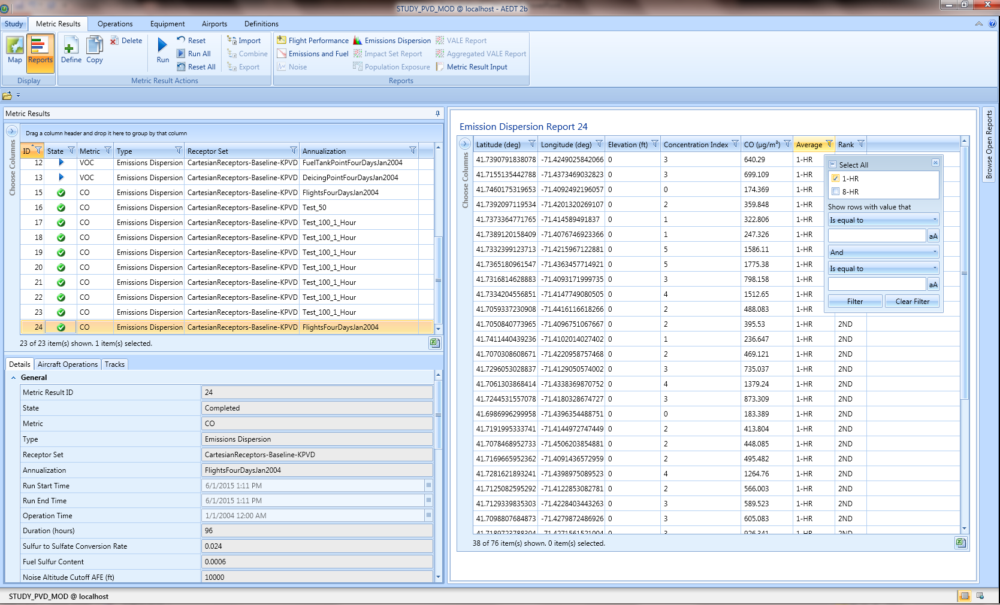 STUDY_PVD_MOD @ localhost - AEDT 2b
Study Metric Results Operations Equipment Airports Definitions
Map Reports Define Copy Delete Run Reset Run All Reset All Import Combine Export
Flight Performance Emissions Dispersion VALE Report
Emissions and Fuel Impact Set Report Aggregated VALE Report
Noise Population Exposure Metric Result Input
Display Metric Result Actions Reports
Metric Results
Choose Columns
Drag a column header and drop it here to group by that column
ID State Metric Type Receptor Set Annualization
12 VOC Emissions Dispersion CartesianReceptors-Baseline-KPVD FuelTankPointFourDaysJan2004
13 VOC Emissions Dispersion CartesianReceptors-Baseline-KPVD DeicingPointFourDaysJan2004
15 CO Emissions Dispersion CartesianReceptors-Baseline-KPVD FlightsFourDaysJan2004
16 CO Emissions Dispersion CartesianReceptors-Baseline-KPVD Test_50
17 CO Emissions Dispersion CartesianReceptors-Baseline-KPVD Test_100_1_Hour
18 CO Emissions Dispersion CartesianReceptors-Baseline-KPVD Test_100_1_Hour
19 CO Emissions Dispersion CartesianReceptors-Baseline-KPVD Test_100_1_Hour
20 CO Emissions Dispersion CartesianReceptors-Baseline-KPVD Test_100_1_Hour
21 CO Emissions Dispersion CartesianReceptors-Baseline-KPVD Test_100_1_Hour
22 CO Emissions Dispersion CartesianReceptors-Baseline-KPVD Test_100_1_Hour
23 CO Emissions Dispersion CartesianReceptors-Baseline-KPVD Test_100_1_Hour
24 CO Emissions Dispersion CartesianReceptors-Baseline-KPVD FlightsFourDaysJan2004
23 of 23 item(s) shown. 1 item(s) selected.
Details Aircraft Operations Tracks
General
Metric Result ID 24
State Completed
Metric CO
Type Emissions Dispersion
Receptor Set CartesianReceptors-Baseline-KPVD
Annualization FlightsFourDaysJan2004
Run Start Time 6/1/2015 1:11 PM
Run End Time 6/1/2015 1:11 PM
Operation Time 1/1/2004 12:00 AM
Duration (hours) 96
Sulfur to Sulfate Conversion Rate 0.024
Fuel Sulfur Content 0.0006
Noise Altitude Cutoff AFE (ft) 10000
Emission Dispersion Report 24
Choose Columns
Latitude (deg) Longitude (deg) Elevation (ft) Concentration Index CO (µg/m³) Average Rank
41.7390791838078 -71.4249025842066 0 3 640.29 1-HR
41.7155135442788 -71.4373469032823 0 3 699.109 1-HR
41.7460175319653 -71.4092492196057 0 0 174.369 1-HR
41.7392097119534 -71.4201320269107 0 2 359.848 1-HR
41.7373364771765 -71.414589491837 0 1 322.806 1-HR
41.7389120158409 -71.4076746923366 0 1 247.326 1-HR
41.7332399123713 -71.4215967122881 0 5 1586.11 1-HR
41.7365180961547 -71.4363457714921 0 5 1775.38 1-HR
41.7316814628883 -71.4093171999735 0 3 798.158 1-HR
41.7334204556851 -71.4147749080505 0 4 1512.65 1-HR
41.7059337230908 -71.4416116618266 0 2 488.083 1-HR
41.7050840773965 -71.4096751067667 0 2 395.53 1-HR 2ND
41.7411440439236 -71.4102014027402 0 1 236.647 1-HR 2ND
41.7070308608671 -71.4220958757468 0 2 469.121 1-HR 2ND
41.7296053028837 -71.4129050574002 0 3 735.037 1-HR 2ND
41.7061303868414 -71.4338369870752 0 4 1379.24 1-HR 2ND
41.7244531557078 -71.4180328674727 0 3 873.309 1-HR 2ND
41.6986996299958 -71.4396354488751 0 0 183.389 1-HR 2ND
41.7191995333741 -71.4144972747449 0 2 413.804 1-HR 2ND
41.7078468952733 -71.4506203854881 0 2 448.085 1-HR 2ND
41.7169665952362 -71.4091436572959 0 2 495.482 1-HR 2ND
41.7281621893241 -71.4398975089523 0 4 1264.76 1-HR 2ND
41.7125082595292 -71.4122853082781 0 2 566.003 1-HR 2ND
41.7129339835303 -71.4228403443263 0 3 589.523 1-HR 2ND
41.7098807684873 -71.4279872486926 0 3 605.083 1-HR 2ND
41.7189723788304 -71.4271561521004 0 3 926.341 1-HR 2ND
38 of 76 item(s) shown. 0 item(s) selected.
Select All
1-HR
8-HR
Show rows with value that
Is equal to
aA
And
Is equal to
aA
Filter Clear Filter
Browse Open Reports
STUDY_PVD_MOD @ localhost